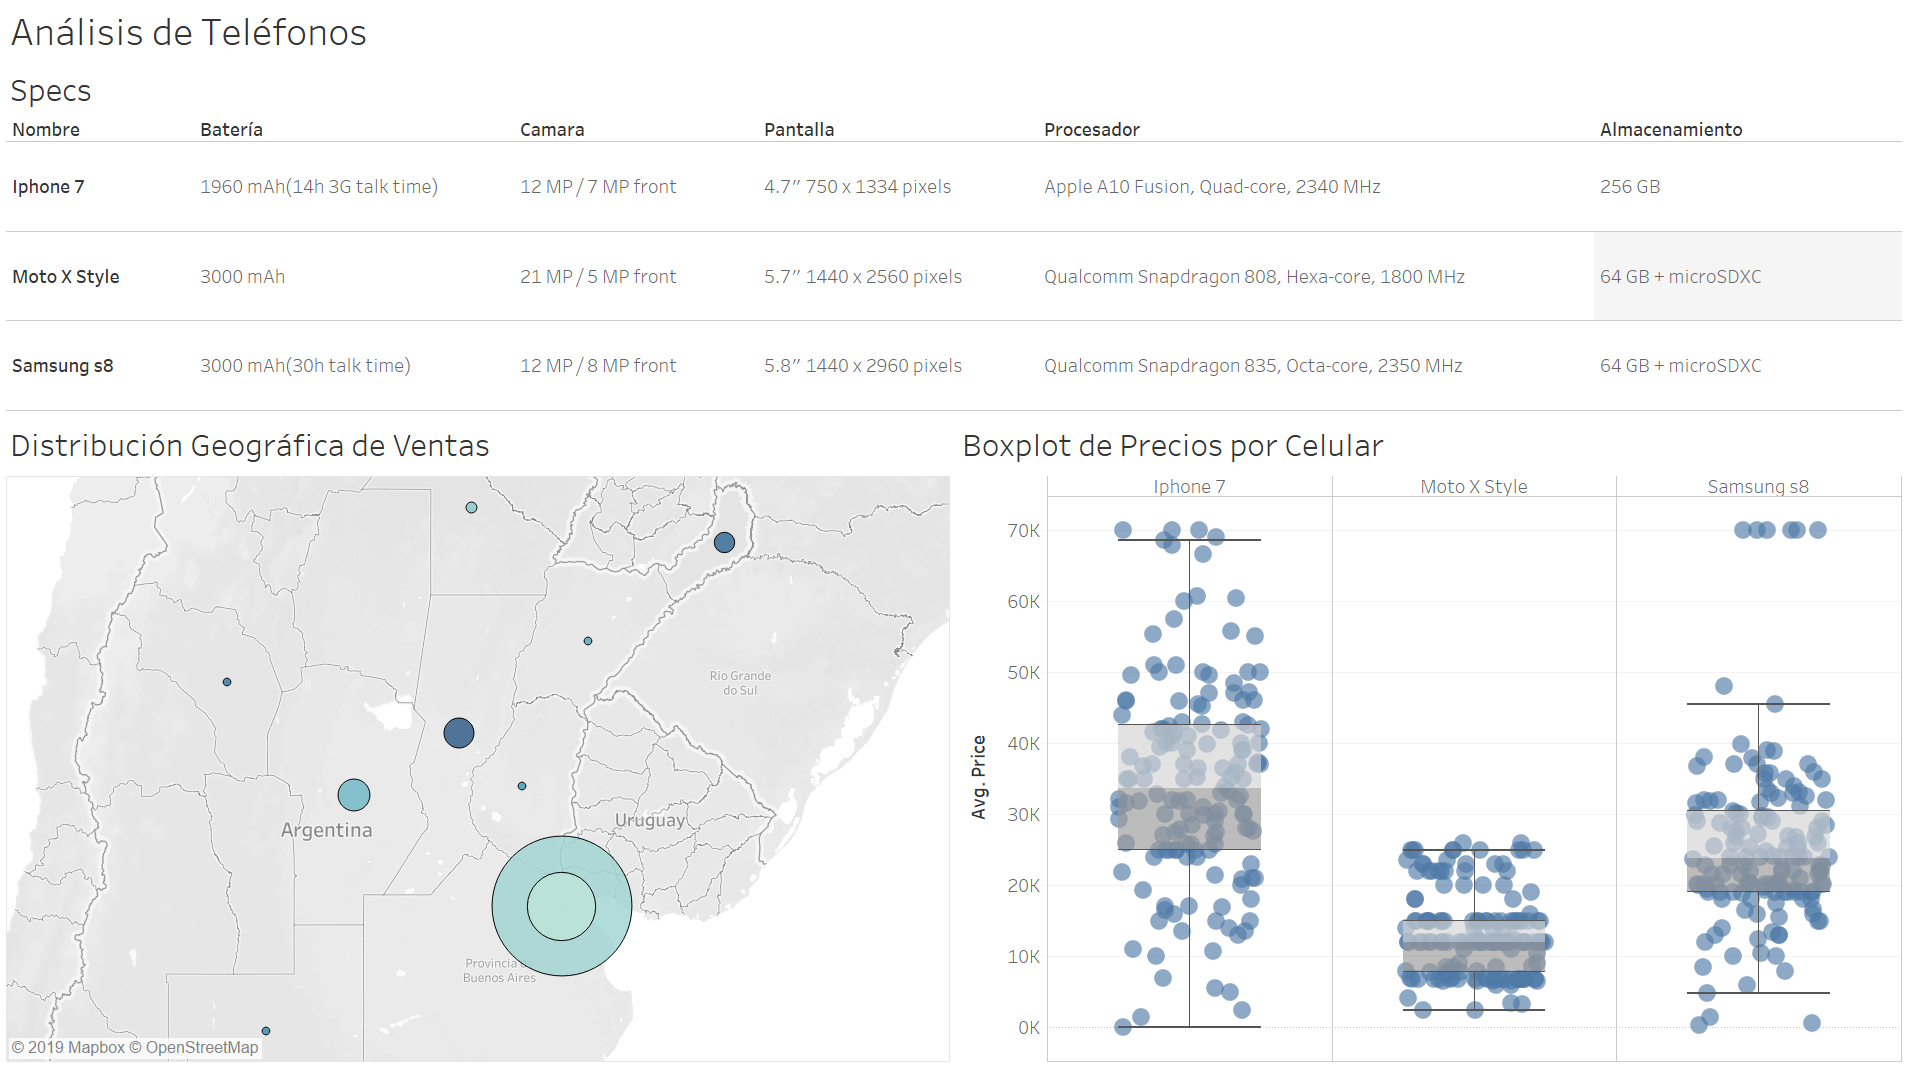 Análisis de Teléfonos
Specs
Nombre Batería Camara Pantalla Procesador Almacenamiento
Iphone 7 1960 mAh(14h 3G talk time) 12 MP / 7 MP front 4.7” 750 x 1334 pixels Apple A10 Fusion, Quad-core, 2340 MHz 256 GB
Moto X Style 3000 mAh 21 MP / 5 MP front 5.7” 1440 x 2560 pixels Qualcomm Snapdragon 808, Hexa-core, 1800 MHz 64 GB + microSDXC
Samsung s8 3000 mAh(30h talk time) 12 MP / 8 MP front 5.8” 1440 x 2960 pixels Qualcomm Snapdragon 835, Octa-core, 2350 MHz 64 GB + microSDXC
Distribución Geográfica de Ventas
Rio Grande
do Sul
Argentina
Uruguay
Provincia de
Buenos Aires
© 2019 Mapbox © OpenStreetMap
Boxplot de Precios por Celular
Iphone 7 Moto X Style Samsung s8
Avg. Price
70K
60K
50K
40K
30K
20K
10K
0K